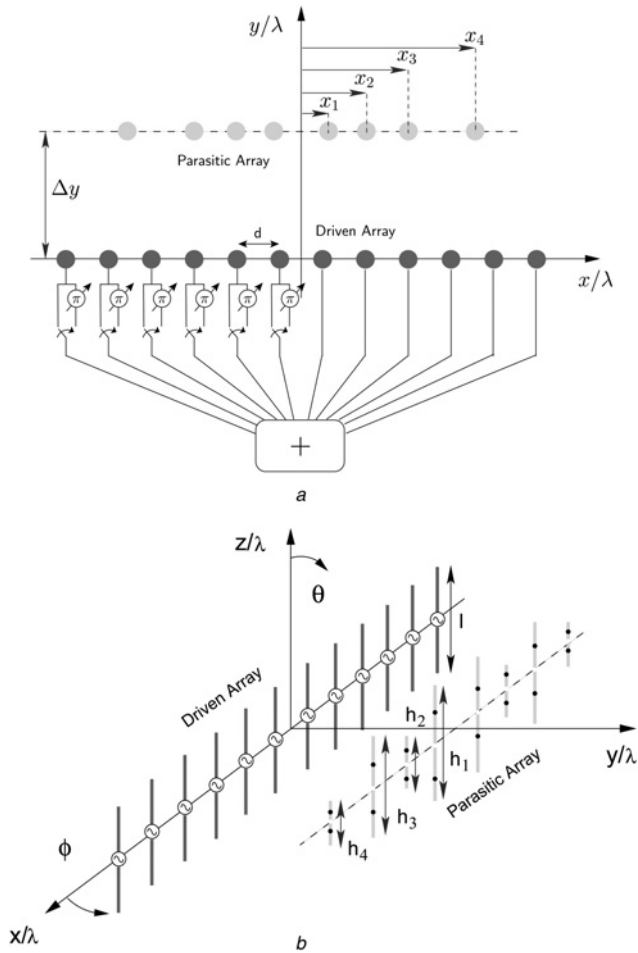 y/λ
x₄
x₃
x₂
x₁
Parasitic Array
Δy
d
Driven Array
x/λ
π π π π π π
+
a
z/λ
θ
l
Driven Array
h₂
h₁
y/λ
h₃
Parasitic Array
h₄
ϕ
x/λ
b